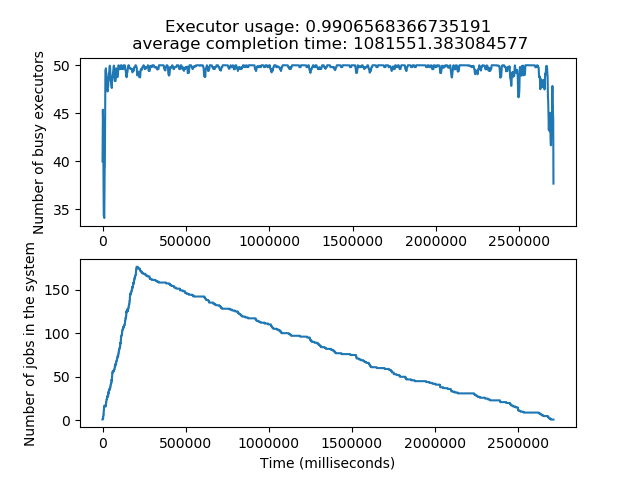 Executor usage: 0.9906568366735191
average completion time: 1081551.383084577
Number of busy executors
50
45
40
35
0 500000 1000000 1500000 2000000 2500000
Number of jobs in the system
150
100
50
0
0 500000 1000000 1500000 2000000 2500000
Time (milliseconds)